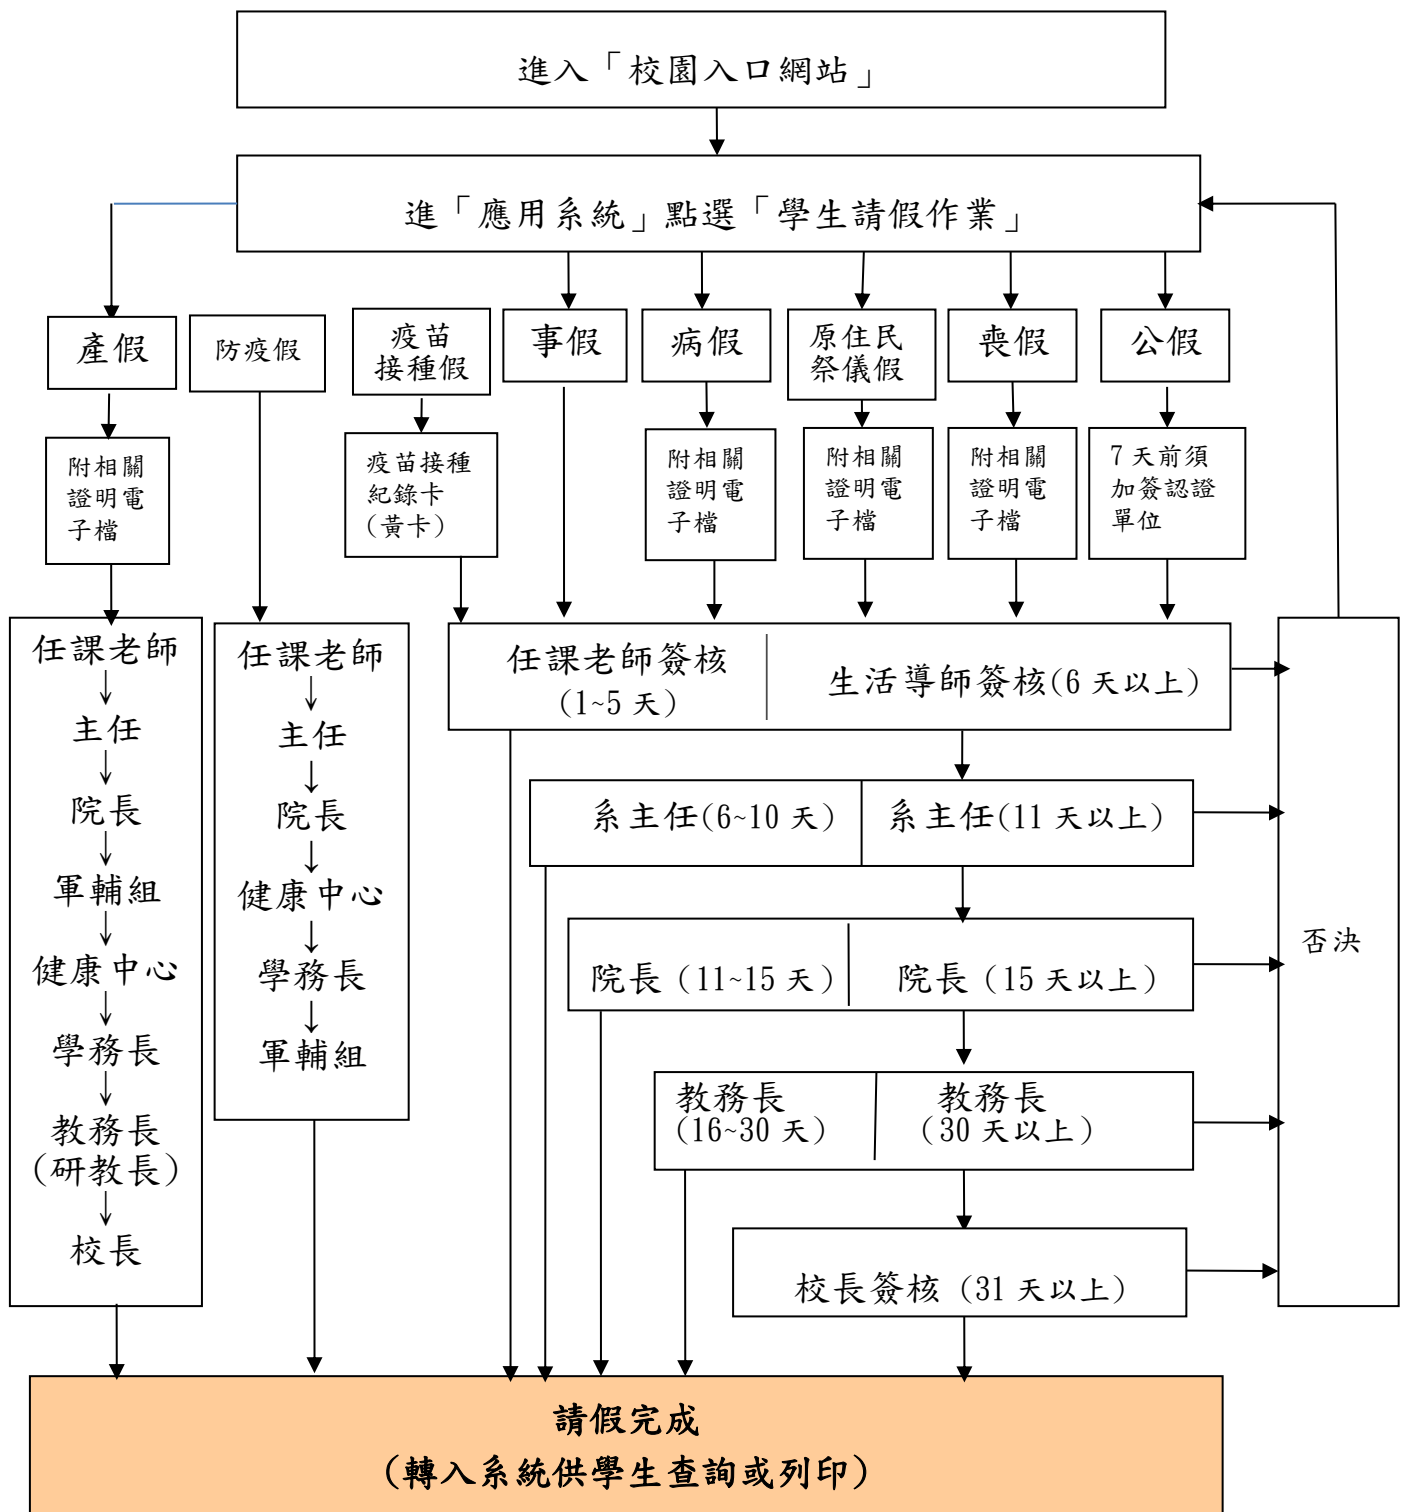 進入「校園入口網站」
進「應用系統」點選「學生請假作業」
產假
防疫假
疫苗
接種假
事假
病假
原住民
祭儀假
喪假
公假
附相關
證明電
子檔
疫苗接種
紀錄卡
(黃卡)
附相關
證明電
子檔
附相關
證明電
子檔
附相關
證明電
子檔
7天前須
加簽認證
單位
任課老師
↓
主任
↓
院長
↓
軍輔組
↓
健康中心
↓
學務長
↓
教務長
(研教長)
↓
校長
任課老師
↓
主任
↓
院長
↓
健康中心
↓
學務長
↓
軍輔組
任課老師簽核
(1~5天)
生活導師簽核(6天以上)
系主任(6~10天)
系主任(11天以上)
院長(11~15天)
院長(15天以上)
教務長
(16~30天)
教務長
(30天以上)
校長簽核(31天以上)
否決
請假完成
(轉入系統供學生查詢或列印)